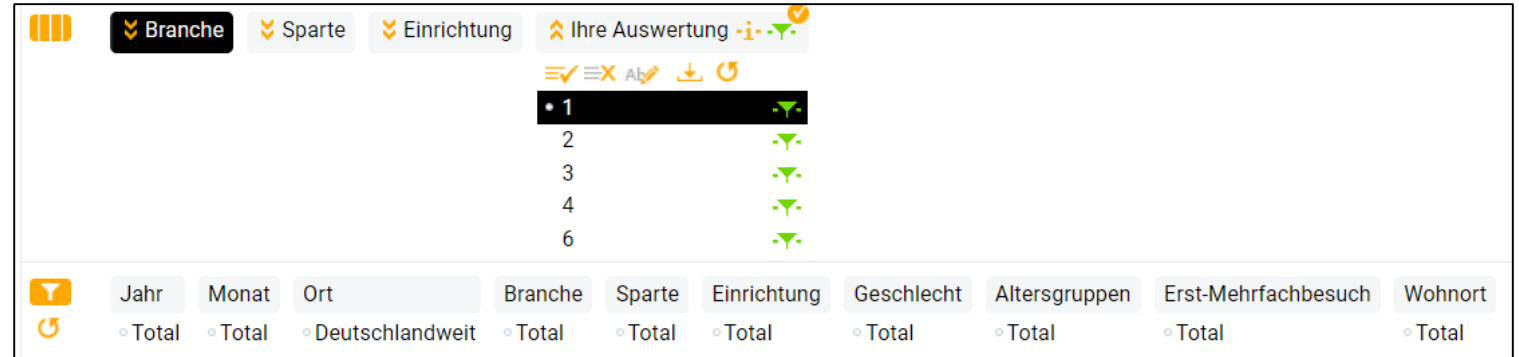 Branche Sparte Einrichtung Ihre Auswertung -i-
Ab
1
2
3
4
6
Jahr Monat Ort Branche Sparte Einrichtung Geschlecht Altersgruppen Erst-Mehrfachbesuch Wohnort
Total Total Deutschlandweit Total Total Total Total Total Total Total